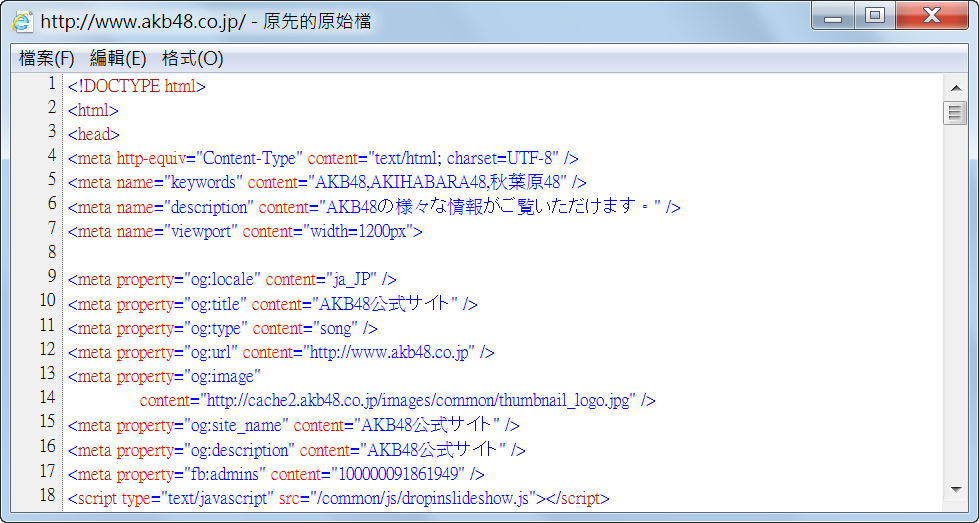 http://www.akb48.co.jp/ - 原先的原始檔
檔案(F) 編輯(E) 格式(O)
1 <!DOCTYPE html>
2 <html>
3 <head>
4 <meta http-equiv="Content-Type" content="text/html; charset=UTF-8" />
5 <meta name="keywords" content="AKB48,AKIHABARA48,秋葉原48" />
6 <meta name="description" content="AKB48の様々な情報がご覧いただけます。" />
7 <meta name="viewport" content="width=1200px">
8
9 <meta property="og:locale" content="ja_JP" />
10 <meta property="og:title" content="AKB48公式サイト" />
11 <meta property="og:type" content="song" />
12 <meta property="og:url" content="http://www.akb48.co.jp" />
13 <meta property="og:image"
14 content="http://cache2.akb48.co.jp/images/common/thumbnail_logo.jpg" />
15 <meta property="og:site_name" content="AKB48公式サイト" />
16 <meta property="og:description" content="AKB48公式サイト" />
17 <meta property="fb:admins" content="100000091861949" />
18 <script type="text/javascript" src="/common/js/dropinslideshow.js"></script>